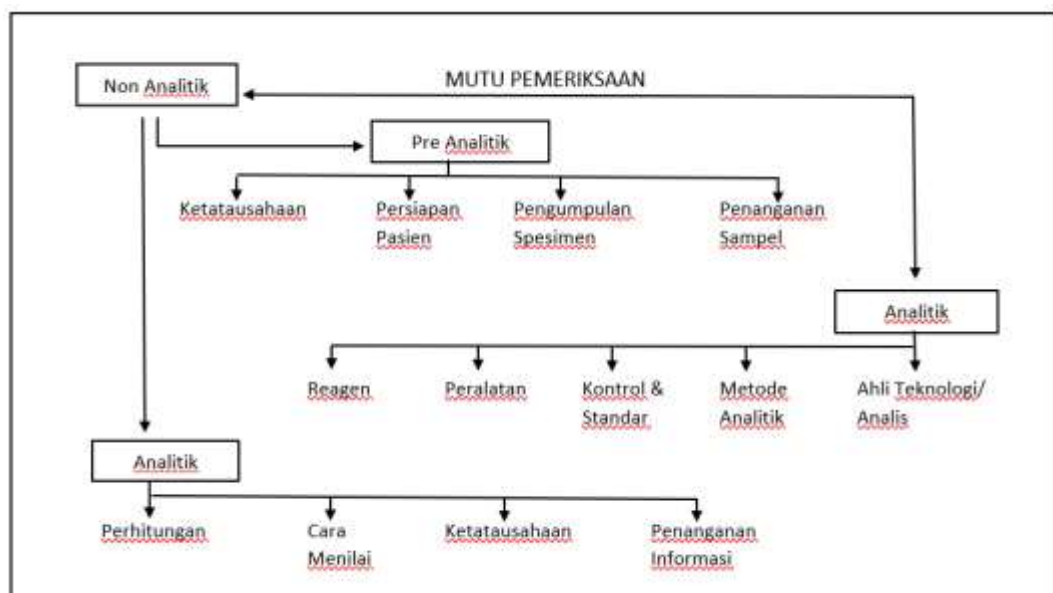 MUTU PEMERIKSAAN
Non Analitik
Pre Analitik
Ketatausahaan
Persiapan
Pasien
Pengumpulan
Spesimen
Penanganan
Sampel
Analitik
Reagen
Peralatan
Kontrol &
Standar
Metode
Analitik
Ahli Teknologi/
Analis
Analitik
Perhitungan
Cara
Menilai
Ketatausahaan
Penanganan
Informasi